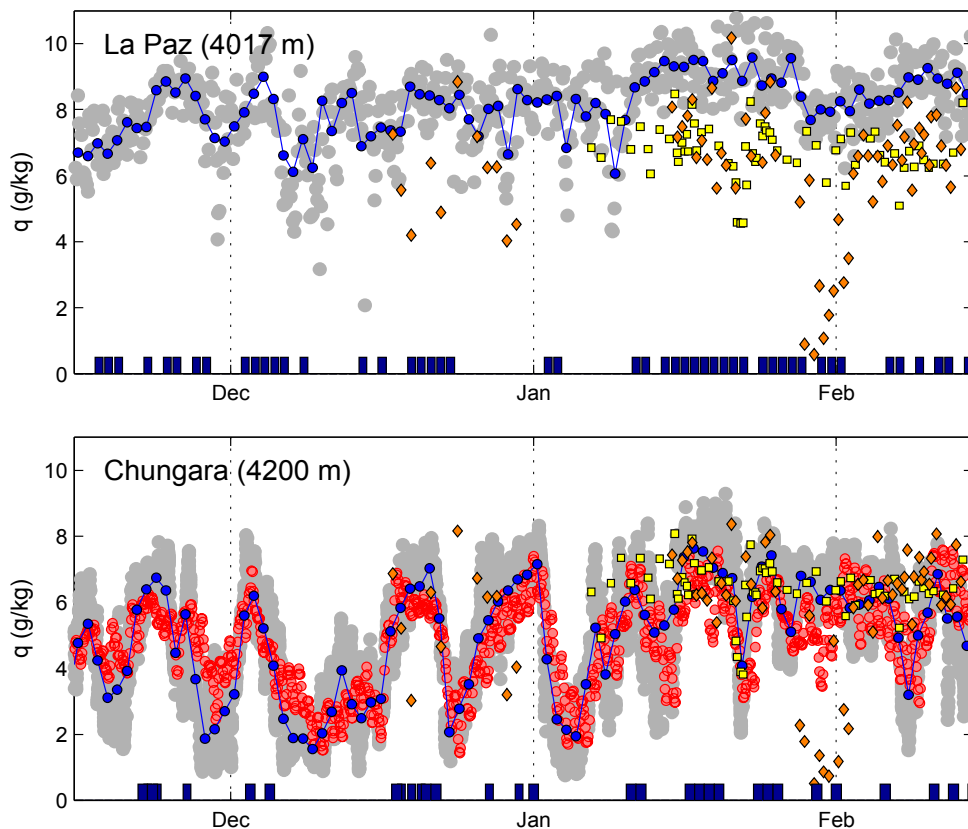 10
La Paz (4017 m)
8
6
q (g/kg)
4
2
0
Dec
Jan
Feb
10
Chungara (4200 m)
8
6
q (g/kg)
4
2
0
Dec
Jan
Feb